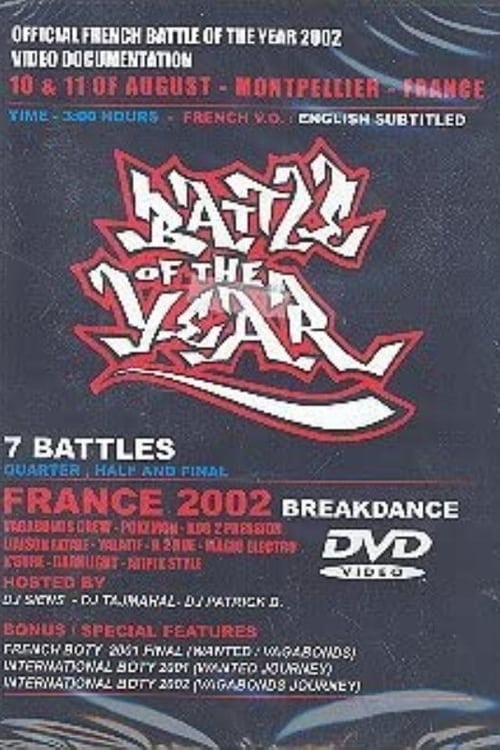 OFFICIAL FRENCH BATTLE OF THE YEAR 2002
VIDEO DOCUMENTATION
10 & 11 OF AUGUST - MONTPELLIER - FRANCE
TIME - 3:00 HOURS - FRENCH V.O. : ENGLISH SUBTITLED
BATTLE
OF THE
YEAR
7 BATTLES
QUARTER , HALF AND FINAL
FRANCE 2002 BREAKDANCE
VAGABONDS CREW - POKEMON - KDS 2 PRESSION
DVD
LIAISON FATALE - - MAGIC ELECTRO
VIDEO
STYLE
HOSTED BY
DJ SIENS - DJ TAJMAHAL - DJ PATRICK B.
BONUS / SPECIAL FEATURES
FRENCH BOTY 2001 FINAL (WANTED / VAGABONDS)
INTERNATIONAL BOTY 2001 (WANTED JOURNEY)
INTERNATIONAL BOTY 2002 (VAGABONDS JOURNEY)